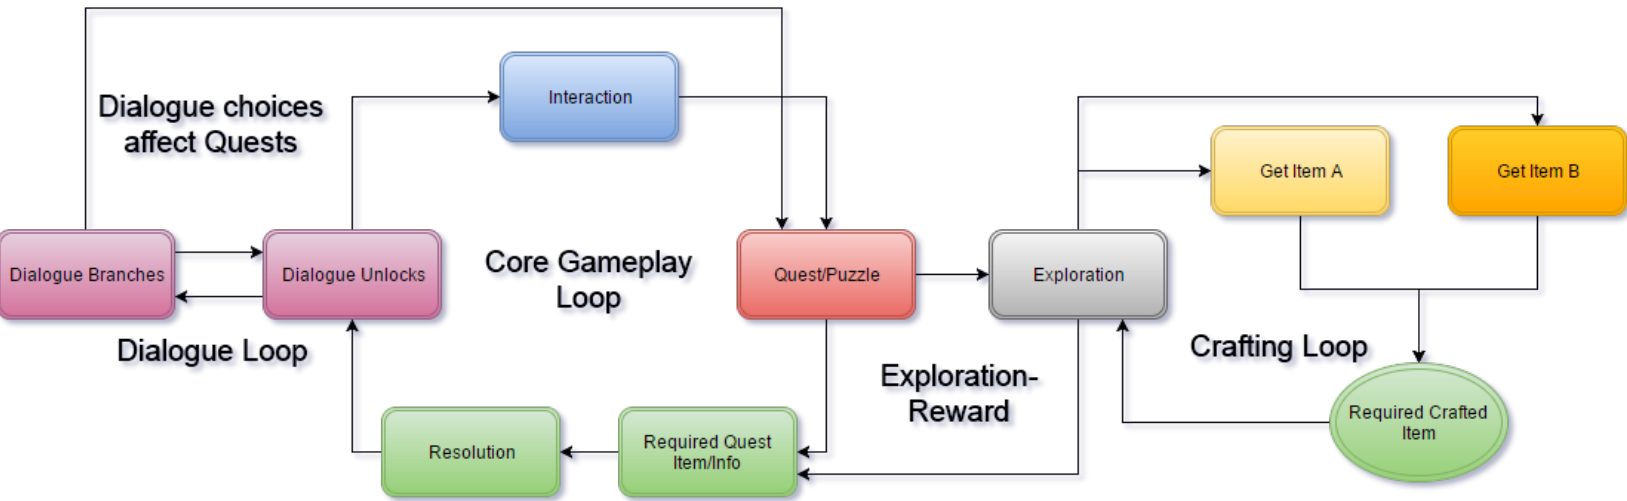 Interaction
Dialogue choices
affect Quests
Get Item A
Get Item B
Dialogue Branches
Dialogue Unlocks
Core Gameplay
Loop
Quest/Puzzle
Exploration
Dialogue Loop
Crafting Loop
Exploration-
Reward
Required Crafted
Item
Resolution
Required Quest
Item/Info